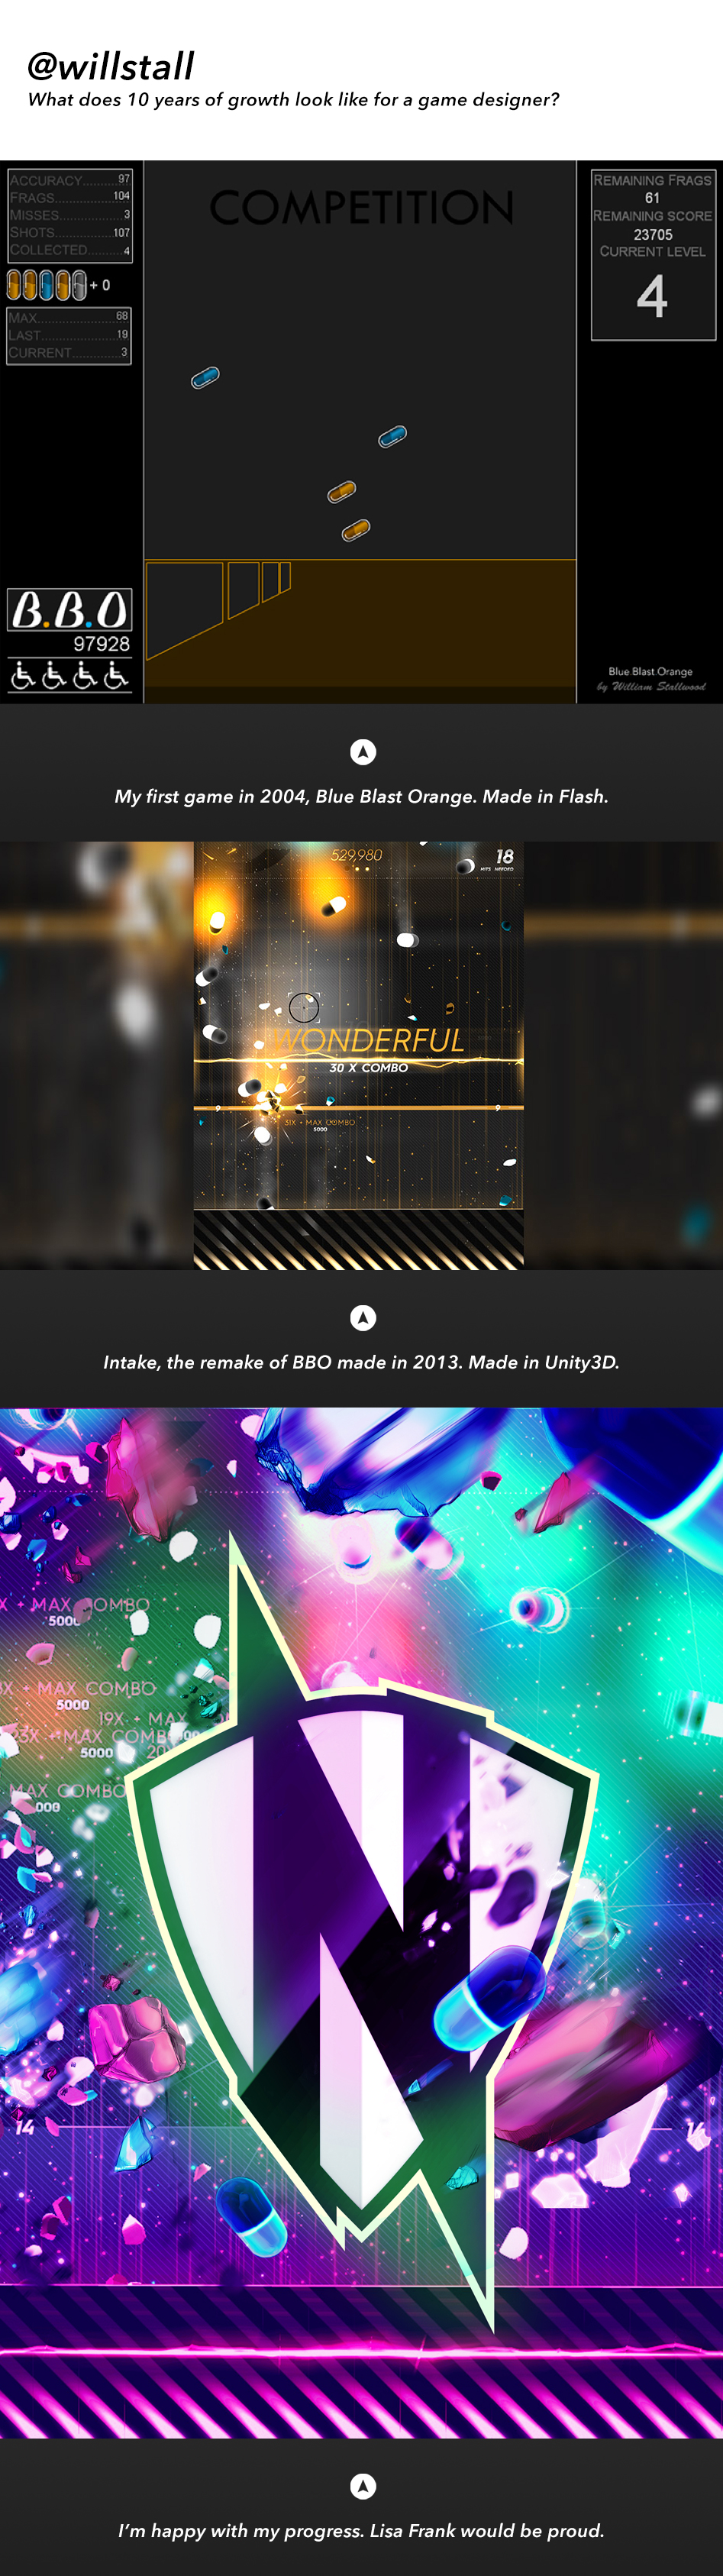 @willstall
What does 10 years of growth look like for a game designer?
ACCURACY..........97
FRAGS..............104
MISSES..............3
SHOTS..............107
COLLECTED........4
+ 0
MAX..................68
LAST.................19
CURRENT............3
COMPETITION
REMAINING FRAGS
61
REMAINING SCORE
23705
CURRENT LEVEL
4
B.B.O
97928
Blue.Blast.Orange
by William Stallwood
My first game in 2004, Blue Blast Orange. Made in Flash.
529,980
18
HITS NEEDED
WONDERFUL
30 X COMBO
9
9
31X + MAX COMBO
5000
Intake, the remake of BBO made in 2013. Made in Unity3D.
X + MAX COMBO
5000
X + MAX COMBO
5000
19X + MAX
23X + MAX COMB
5000
MAX COMBO
000
N
14
14
I'm happy with my progress. Lisa Frank would be proud.